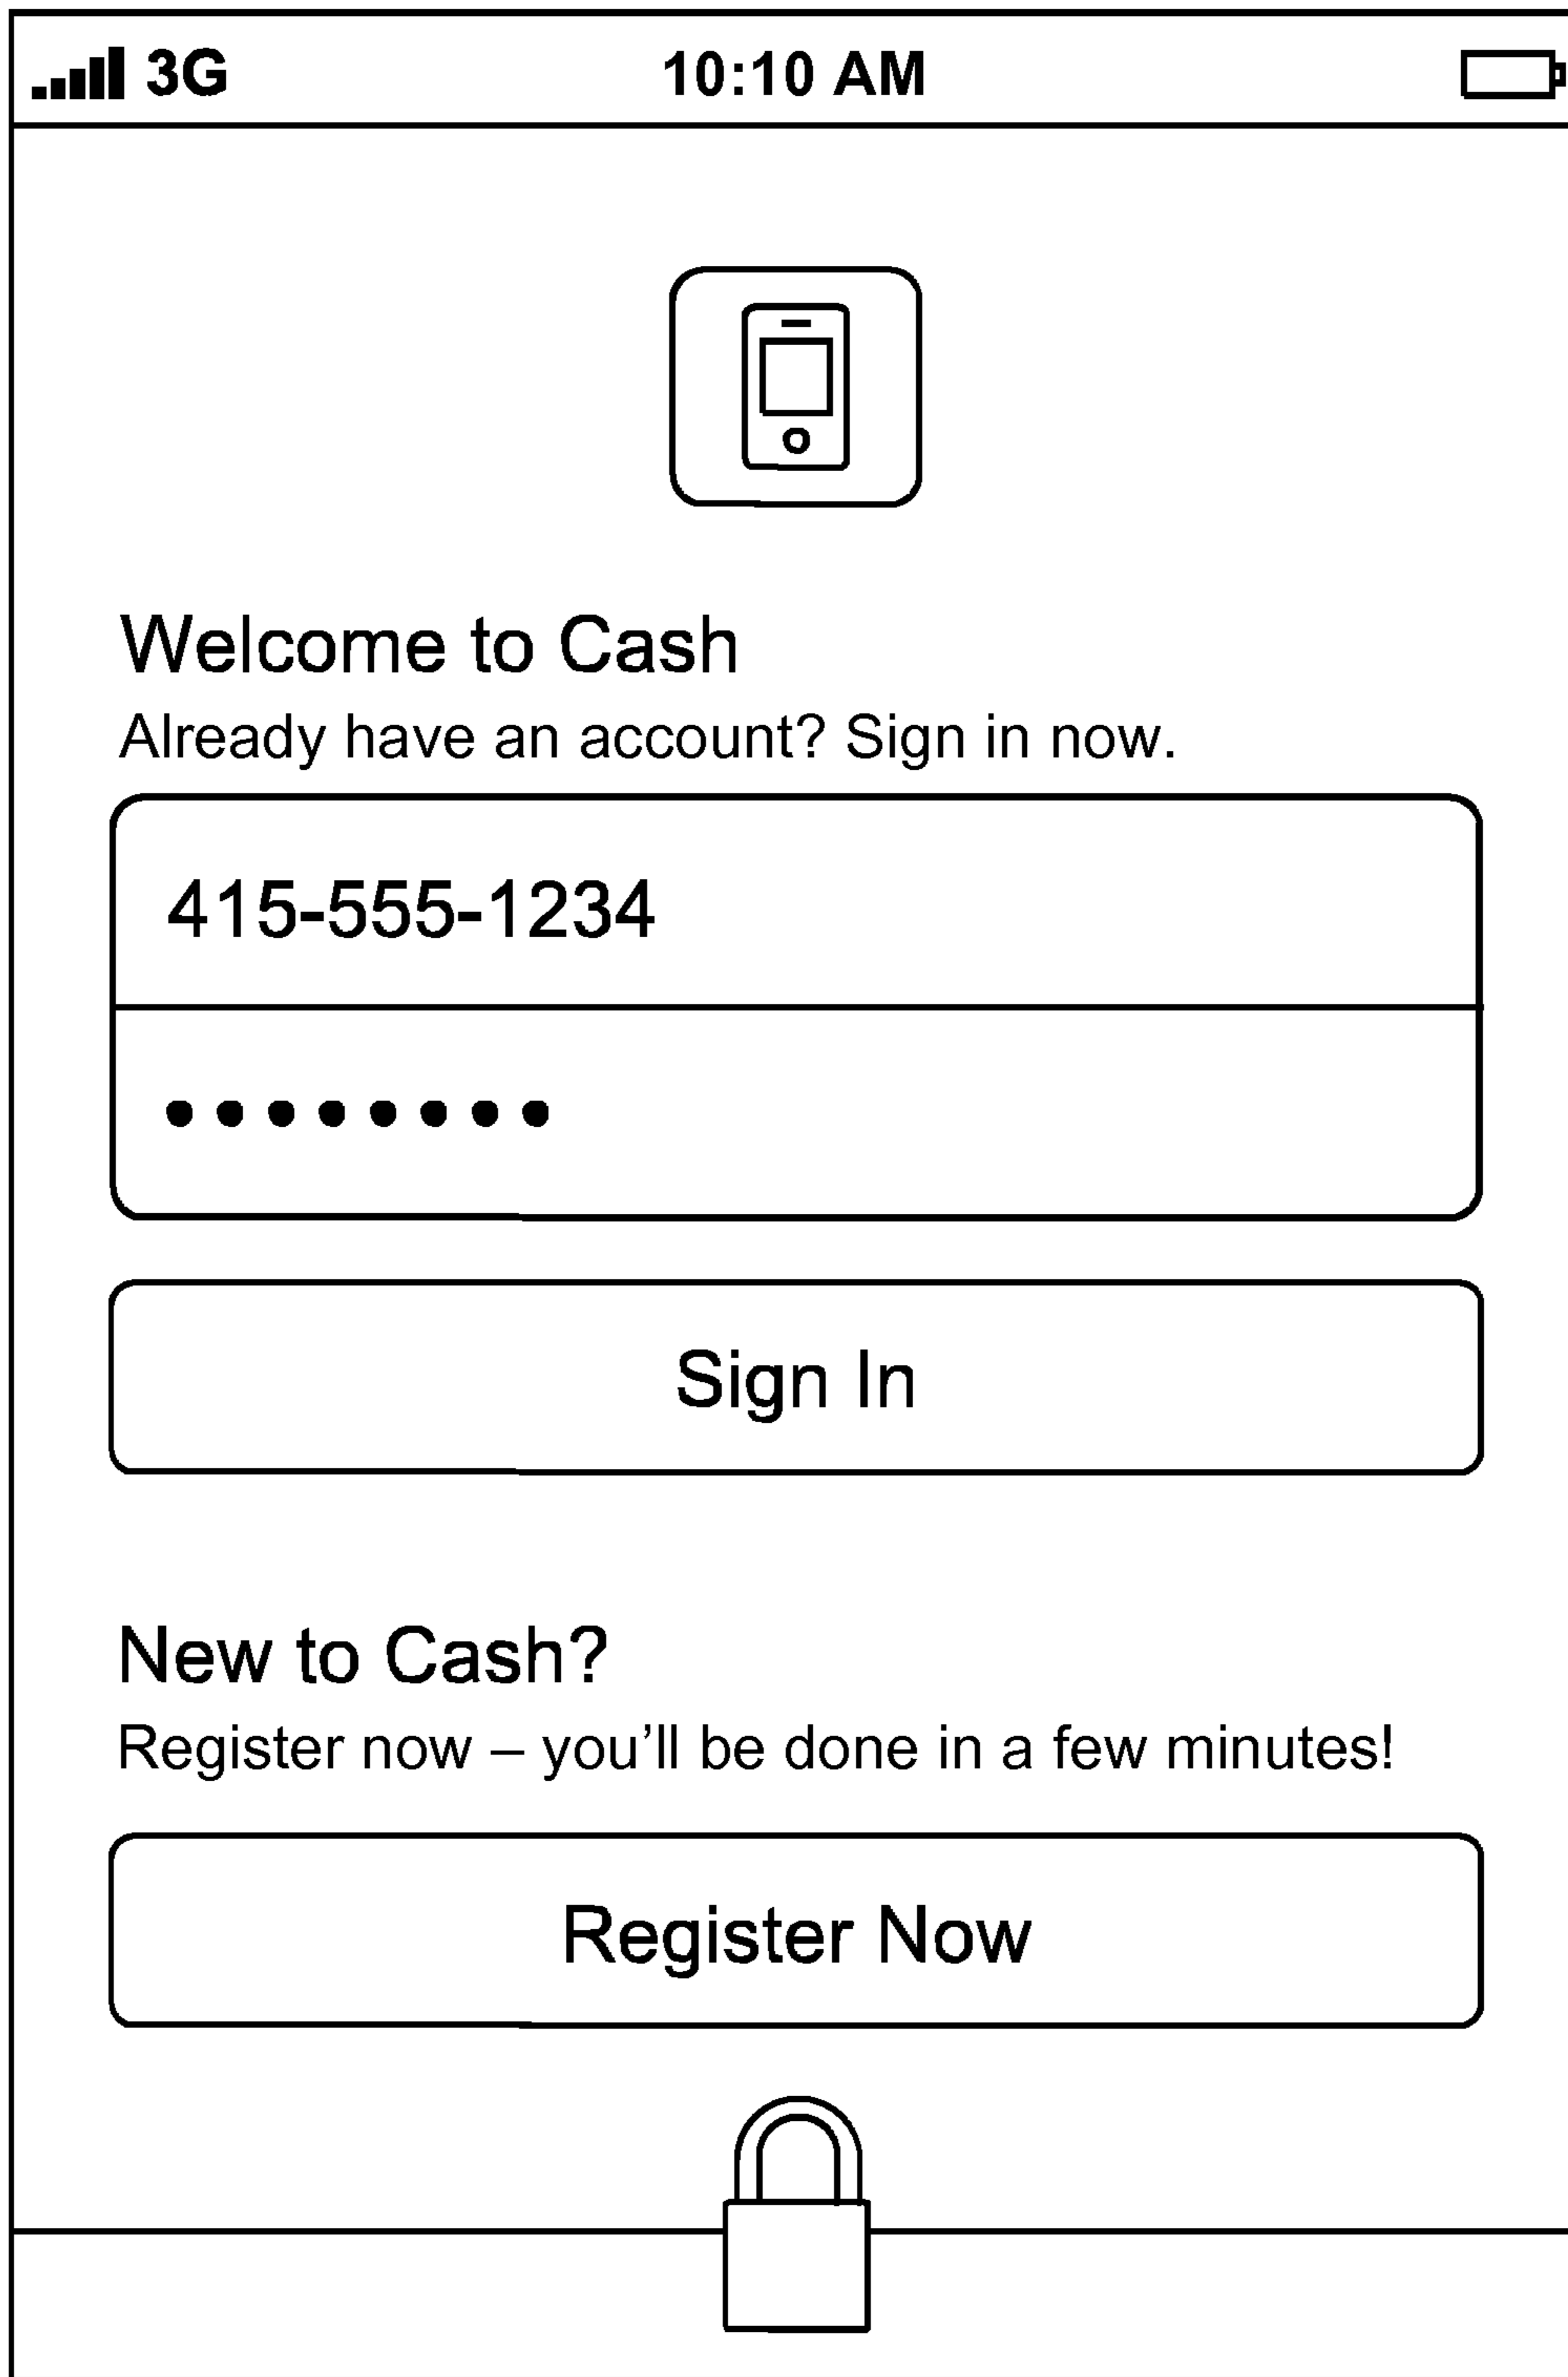 3G 10:10 AM
Welcome to Cash
Already have an account? Sign in now.
415-555-1234
••••••••
Sign In
New to Cash?
Register now – you’ll be done in a few minutes!
Register Now